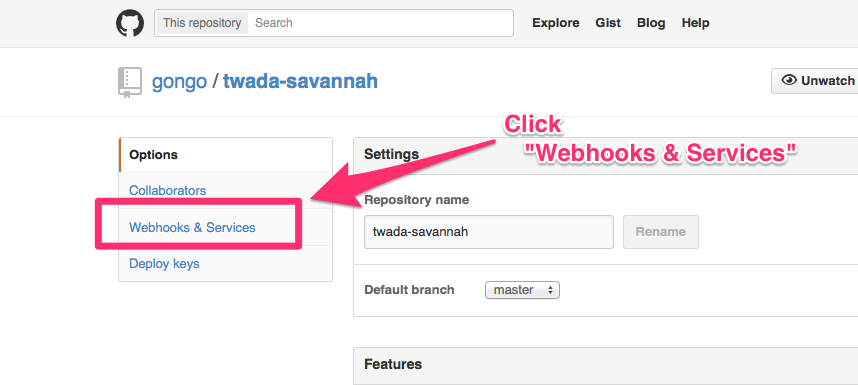 This repository Search Explore Gist Blog Help
gongo / twada-savannah
Unwatch
Click
"Webhooks & Services"
Options
Collaborators
Webhooks & Services
Deploy keys
Settings
Repository name
twada-savannah Rename
Default branch master
Features